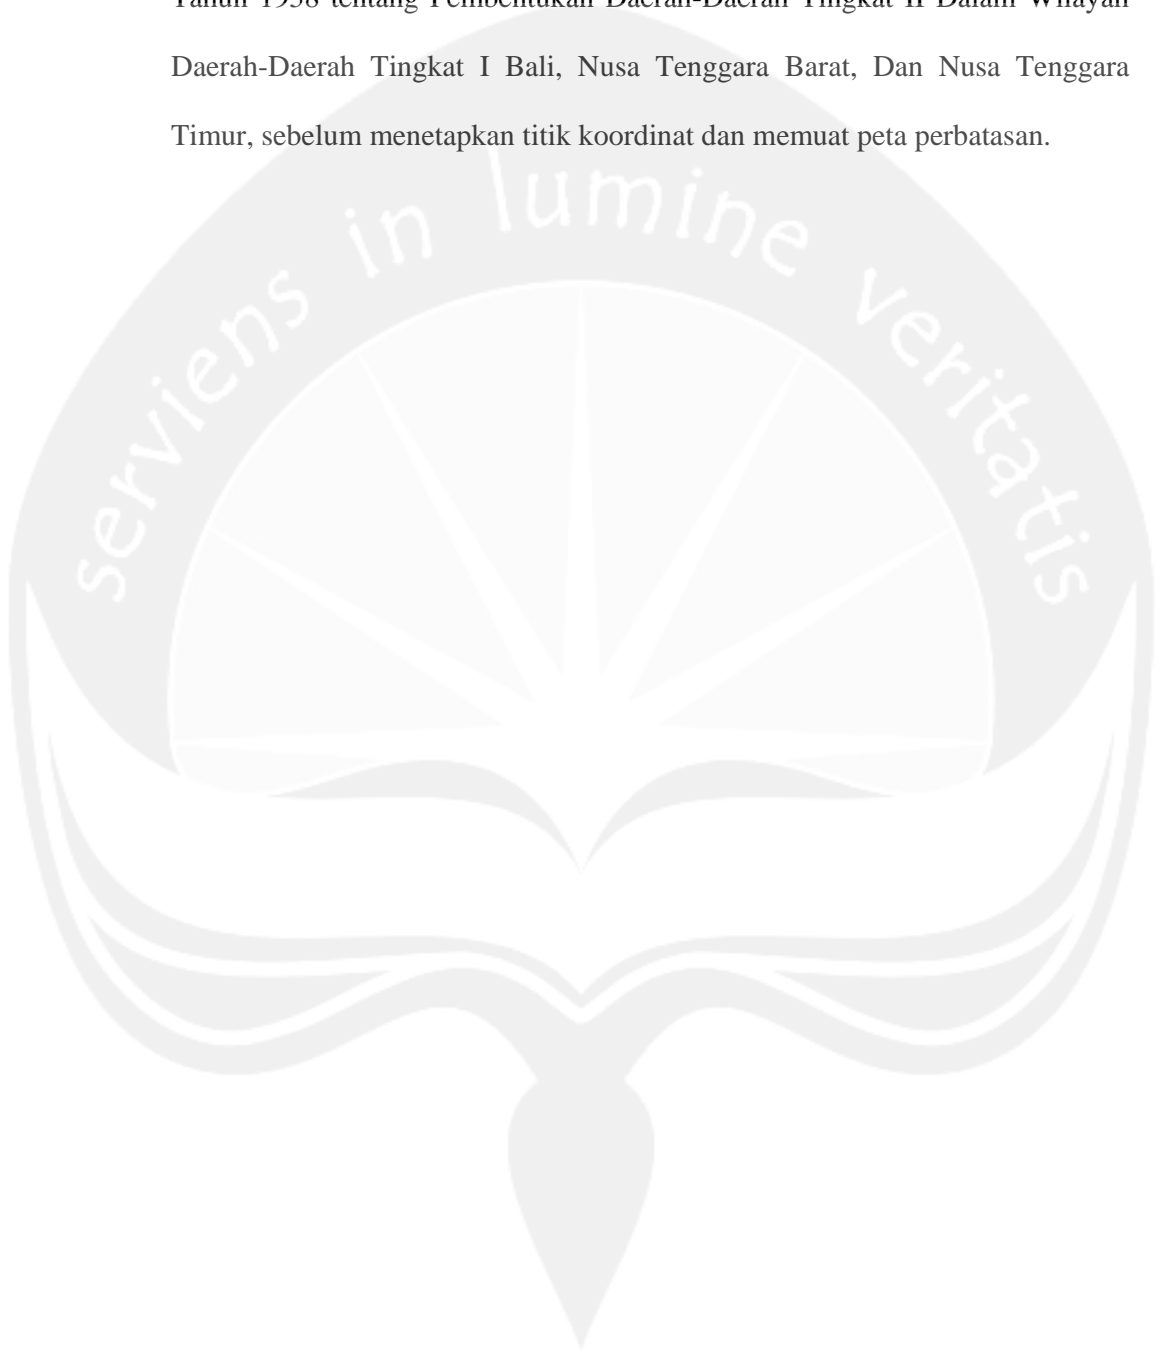 Tahun 1958 tentang Pembentukan Daerah-Daerah Tingkat II Dalam Wilayah
Daerah-Daerah Tingkat I Bali, Nusa Tenggara Barat, Dan Nusa Tenggara
Timur, sebelum menetapkan titik koordinat dan memuat peta perbatasan.
serviens in lumine veritatis